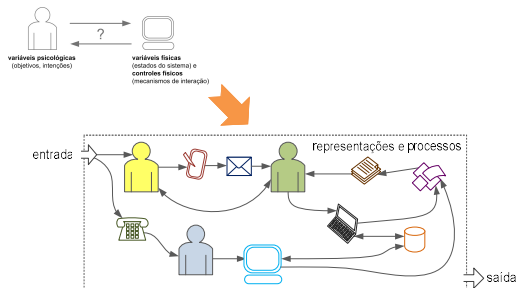 ?
variáveis psicológicas
(objetivos, intenções)
variáveis físicas
(estados do sistema) e
controles físicos
(mecanismos de interação)
representações e processos
entrada
saída